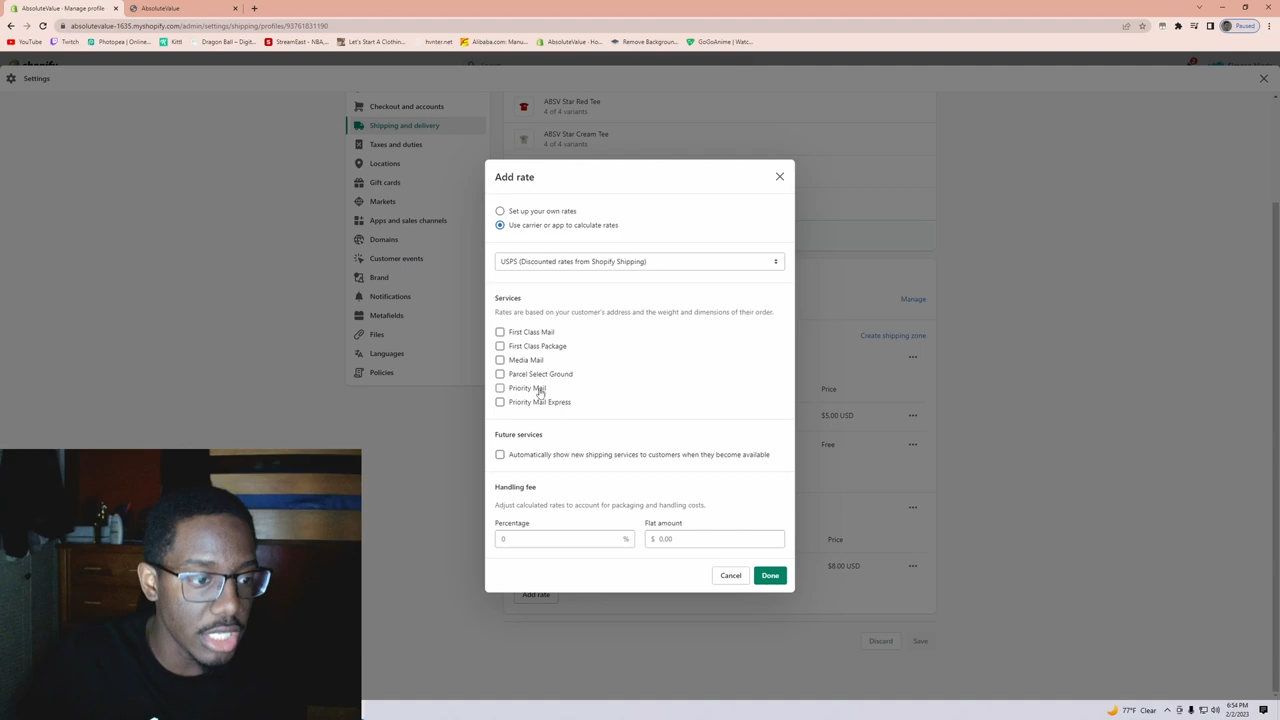 AbsoluteValue - Manage profile
AbsoluteValue
absolutevalue-1635.myshopify.com/admin/settings/shipping/profiles/93761831190
Paused
YouTube
Twitch
Photopea | Online...
Kittl
Dragon Ball – Digit...
StreamEast - NBA,...
Let's Start A Clothin...
hvnter.net
Alibaba.com: Manu...
AbsoluteValue · Ho...
Remove Backgroun...
GoGoAnime | Watc...
Settings
Checkout and accounts
Shipping and delivery
Taxes and duties
Locations
Gift cards
Markets
Apps and sales channels
Domains
Customer events
Brand
Notifications
Metafields
Files
Languages
Policies
ABSV Star Red Tee
4 of 4 variants
ABSV Star Cream Tee
4 of 4 variants
Add rate
Set up your own rates
Use carrier or app to calculate rates
USPS (Discounted rates from Shopify Shipping)
Services
Rates are based on your customer's address and the weight and dimensions of their order.
First Class Mail
First Class Package
Media Mail
Parcel Select Ground
Priority Mail
Priority Mail Express
Future services
Automatically show new shipping services to customers when they become available
Handling fee
Adjust calculated rates to account for packaging and handling costs.
Percentage
Flat amount
0 %
$ 0.00
Cancel
Done
Manage
Create shipping zone
Price
$5.00 USD
Free
Price
$8.00 USD
Add rate
Discard
Save
77°F Clear
6:54 PM
2/2/2023